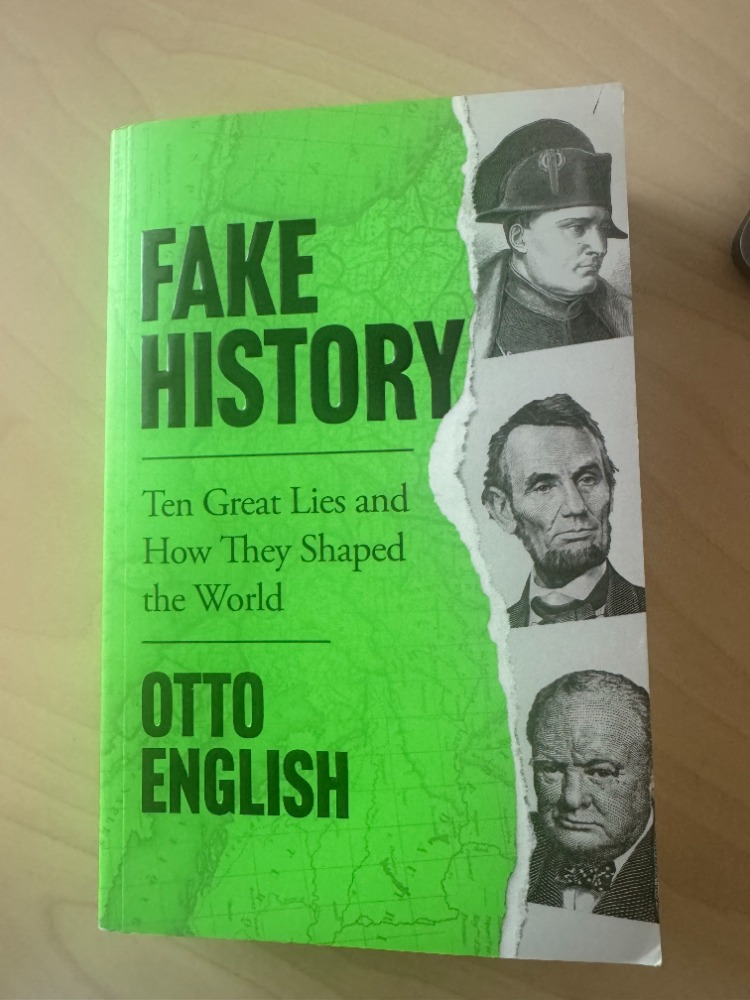 FAKE
HISTORY
Ten Great Lies and
How They Shaped
the World
OTTO
ENGLISH